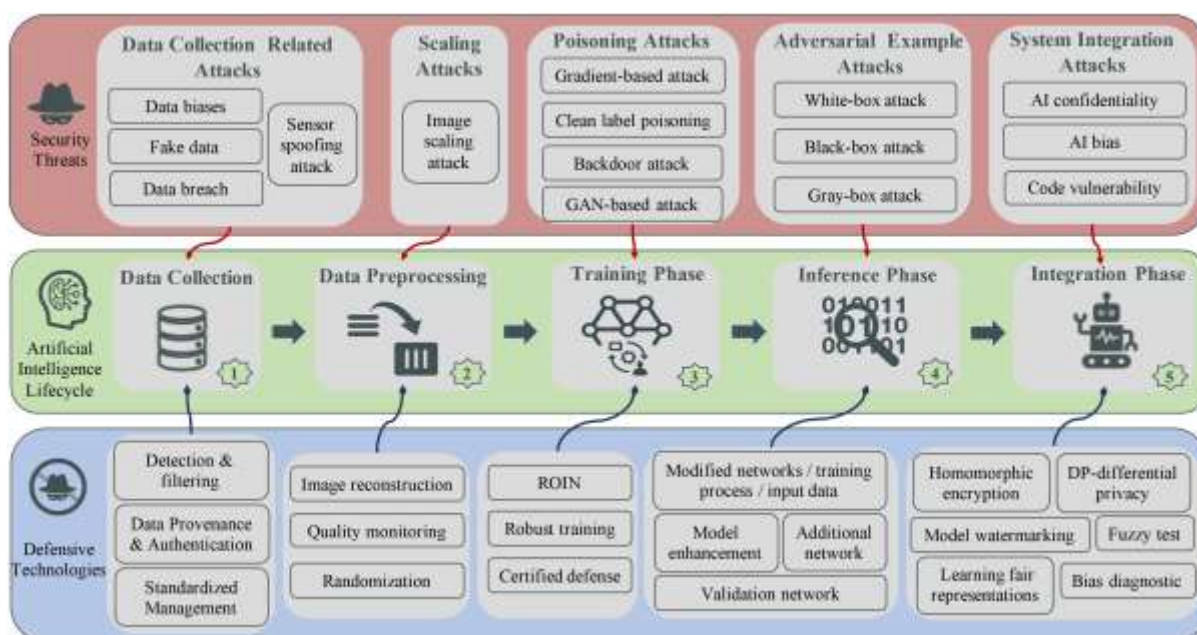 Data Collection Related
Attacks
Data biases
Fake data
Data breach
Sensor
spoofing
attack
Scaling
Attacks
Image
scaling
attack
Poisoning Attacks
Gradient-based attack
Clean label poisoning
Backdoor attack
GAN-based attack
Adversarial Example
Attacks
White-box attack
Black-box attack
Gray-box attack
System Integration
Attacks
AI confidentiality
AI bias
Code vulnerability
Security
Threats
Artificial
Intelligence
Lifecycle
Data Collection
1
Data Preprocessing
2
Training Phase
3
Inference Phase
010011
101110
001101
4
Integration Phase
5
Defensive
Technologies
Detection &
filtering
Data Provenance
& Authentication
Standardized
Management
Image reconstruction
Quality monitoring
Randomization
ROIN
Robust training
Certified defense
Modified networks / training
process / input data
Model
enhancement
Additional
network
Validation network
Homomorphic
encryption
DP-differential
privacy
Model watermarking
Fuzzy test
Learning fair
representations
Bias diagnostic